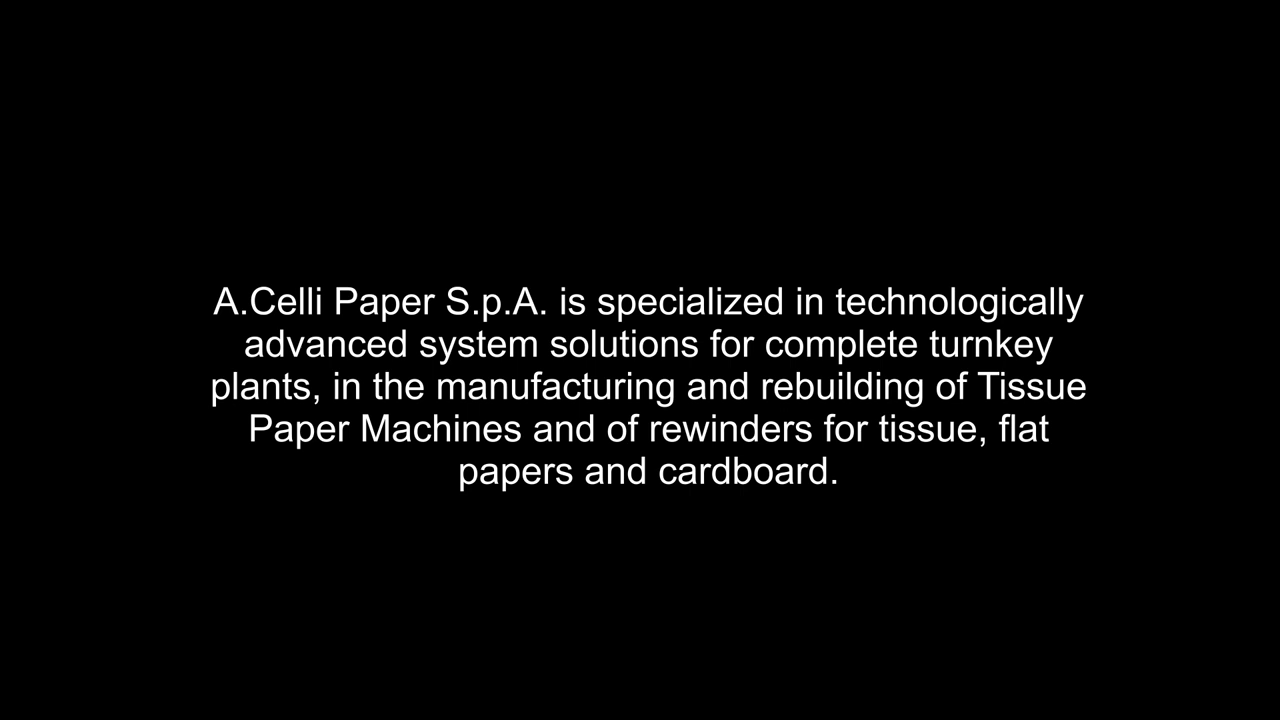 A.Celli Paper S.p.A. is specialized in technologically
advanced system solutions for complete turnkey
plants, in the manufacturing and rebuilding of Tissue
Paper Machines and of rewinders for tissue, flat
papers and cardboard.